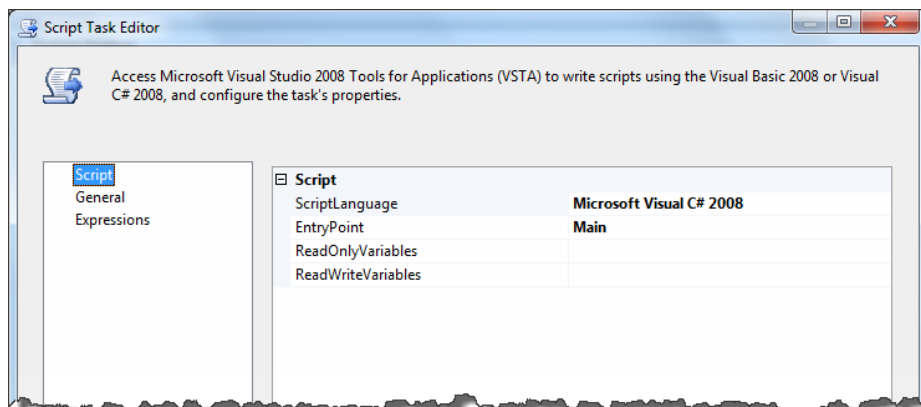 Script Task Editor
Access Microsoft Visual Studio 2008 Tools for Applications (VSTA) to write scripts using the Visual Basic 2008 or Visual
C# 2008, and configure the task's properties.
Script
General
Expressions
Script
ScriptLanguage Microsoft Visual C# 2008
EntryPoint Main
ReadOnlyVariables
ReadWriteVariables